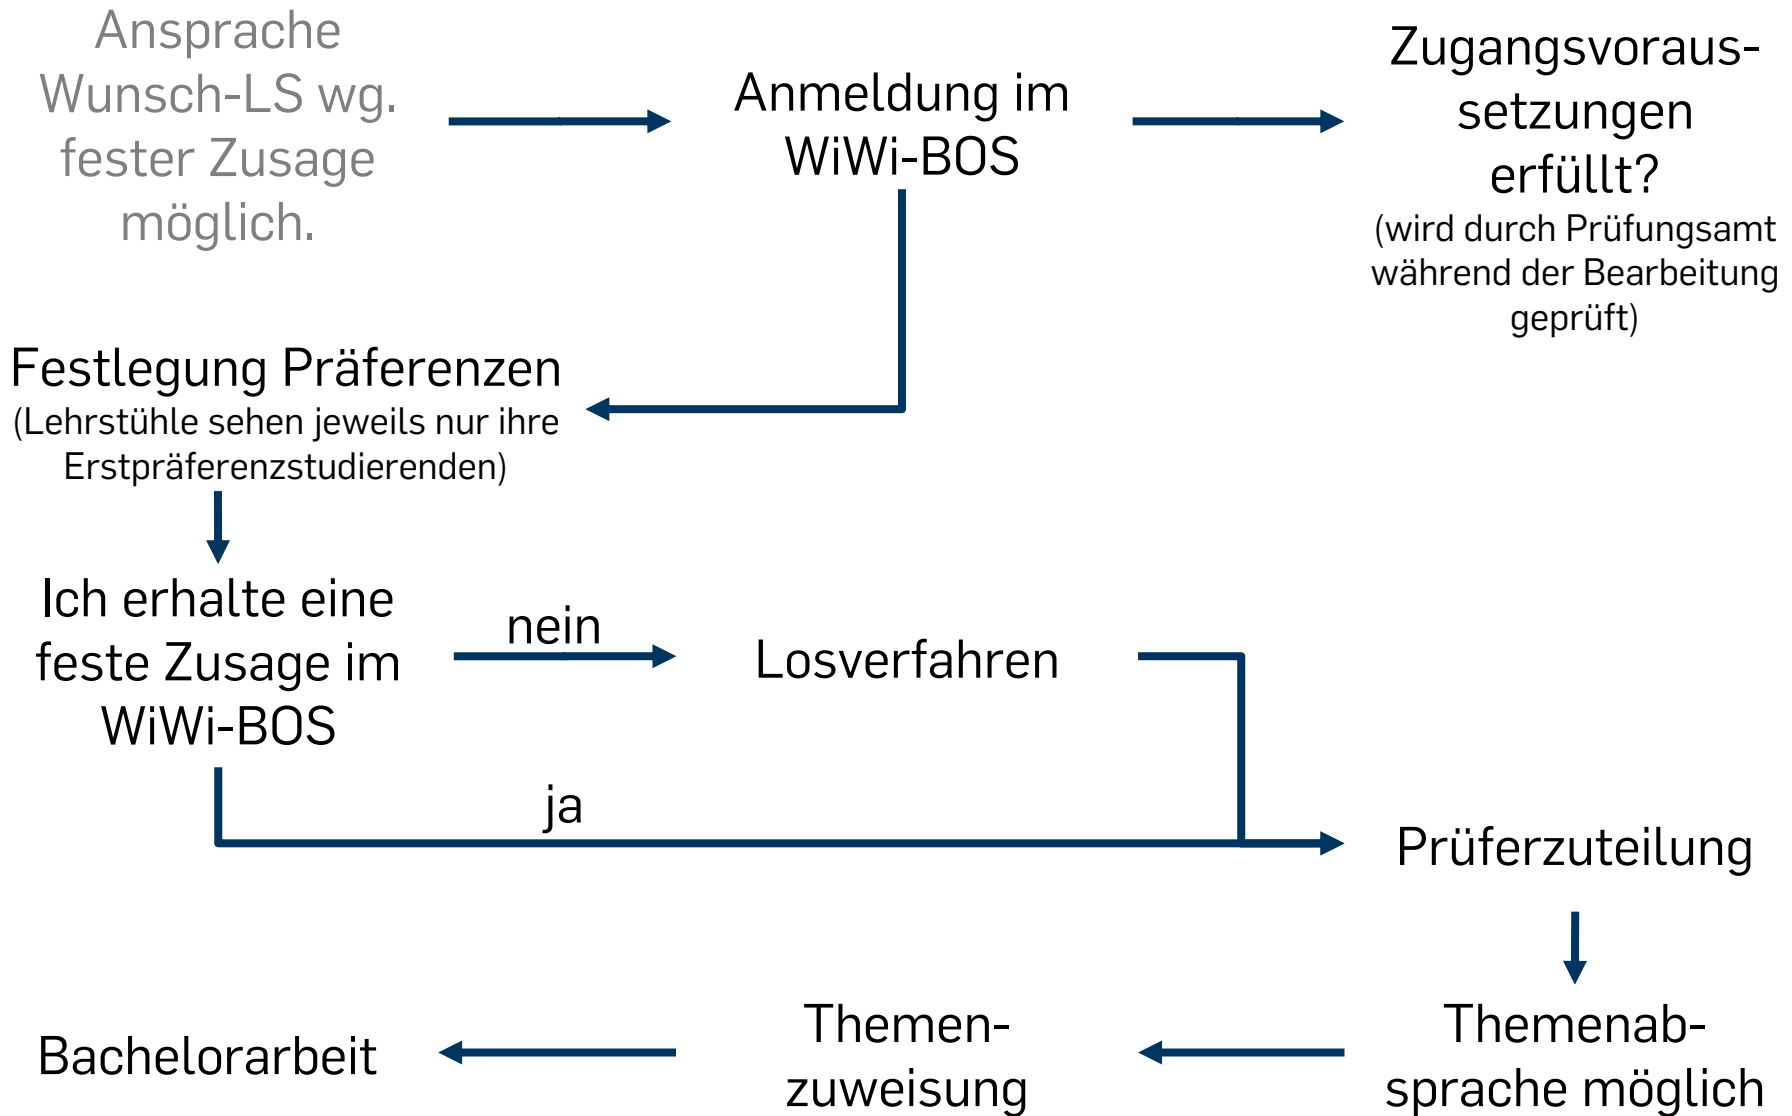 Ansprache
Wunsch-LS wg.
fester Zusage
möglich.
Anmeldung im
WiWi-BOS
Zugangsvoraus-
setzungen
erfüllt?
(wird durch Prüfungsamt
während der Bearbeitung
geprüft)
Festlegung Präferenzen
(Lehrstühle sehen jeweils nur ihre
Erstpräferenzstudierenden)
Ich erhalte eine
feste Zusage im
WiWi-BOS
nein
Losverfahren
ja
Prüferzuteilung
Themenab-
sprache möglich
Themen-
zuweisung
Bachelorarbeit